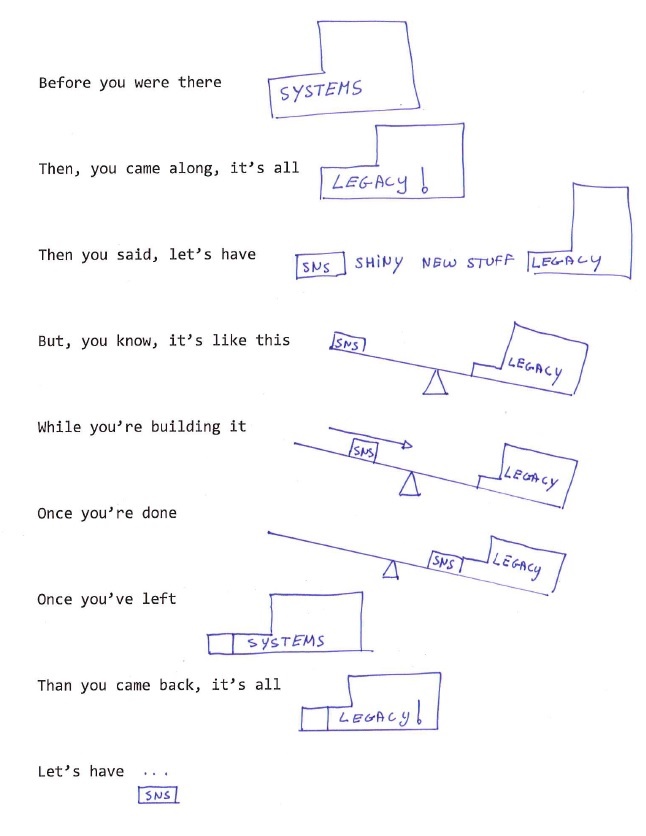 Before you were there SYSTEMS
Then, you came along, it's all LEGACY!
Then you said, let's have SNS SHINY NEW STUFF LEGACY
But, you know, it's like this SNS LEGACY
While you're building it SNS LEGACY
Once you're done SNS LEGACY
Once you've left SYSTEMS
Than you came back, it's all LEGACY!
Let's have ...
SNS